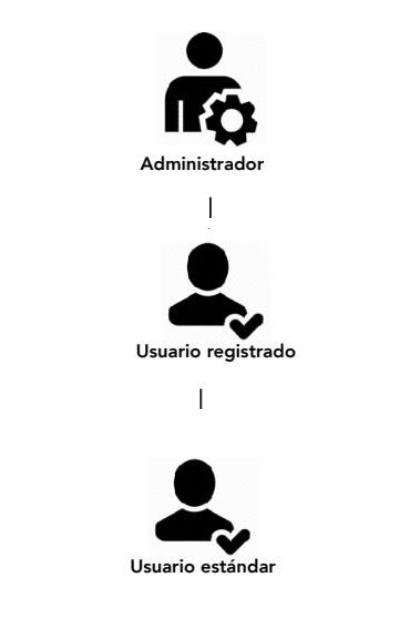 Administrador
|
Usuario registrado
|
Usuario estándar